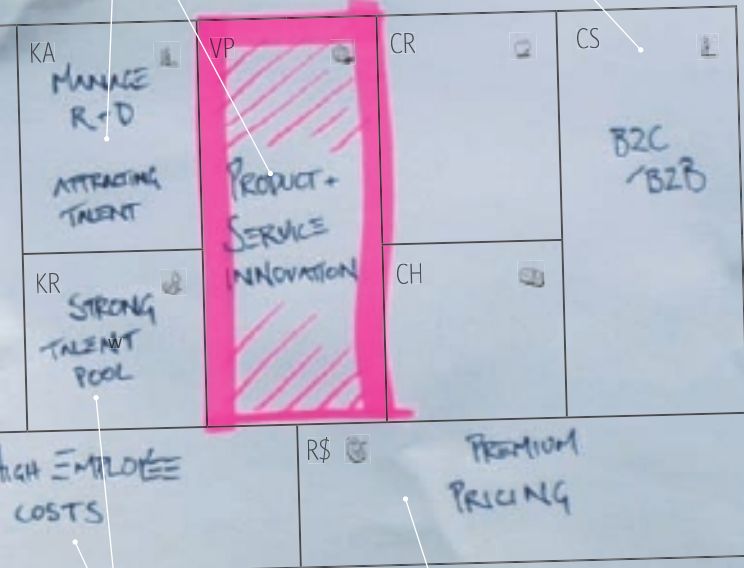 KA
MANAGE
R+D
ATTRACTING
TALENT
VP
PRODUCT +
SERVICE
INNOVATION
CR
CS
B2C
/B2B
KR
STRONG
TALENT
w
POOL
CH
HIGH EMPLOYEE
COSTS
R$
PREMIUM
PRICING